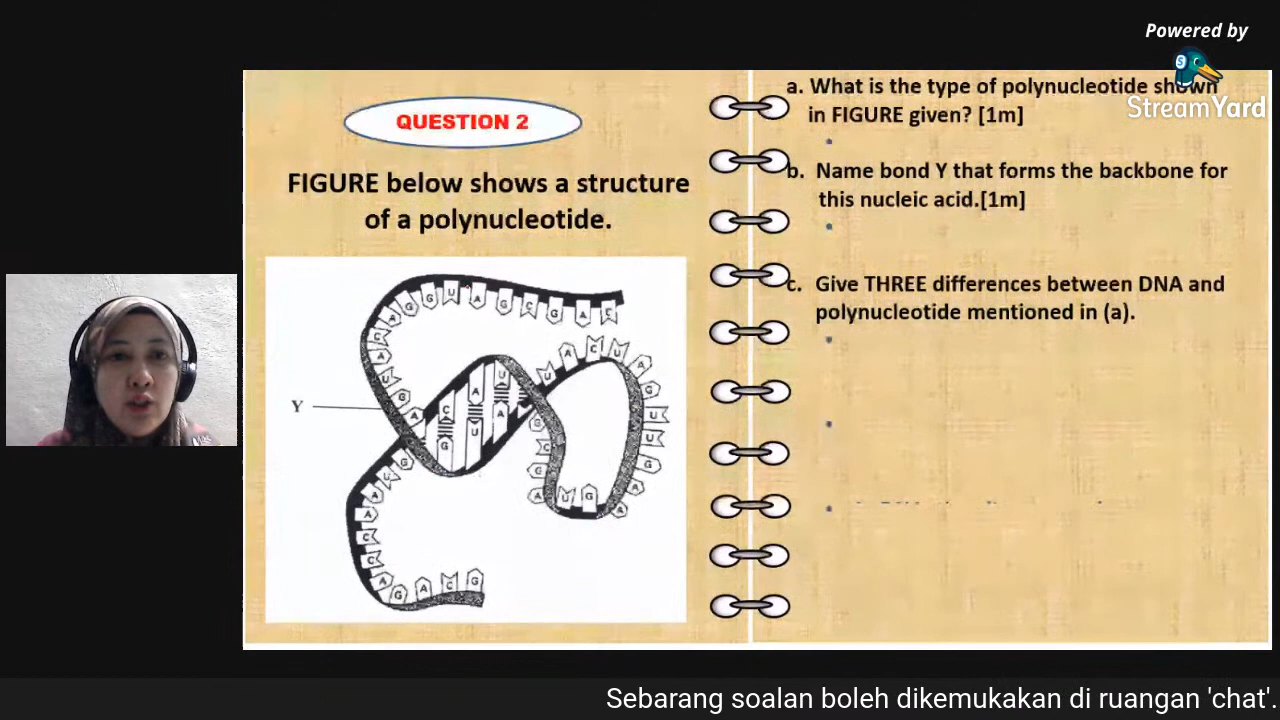 Powered by
StreamYard
QUESTION 2
FIGURE below shows a structure
of a polynucleotide.
Y
a. What is the type of polynucleotide shown
in FIGURE given? [1m]
b. Name bond Y that forms the backbone for
this nucleic acid.[1m]
c. Give THREE differences between DNA and
polynucleotide mentioned in (a).
Sebarang soalan boleh dikemukakan di ruangan 'chat'.